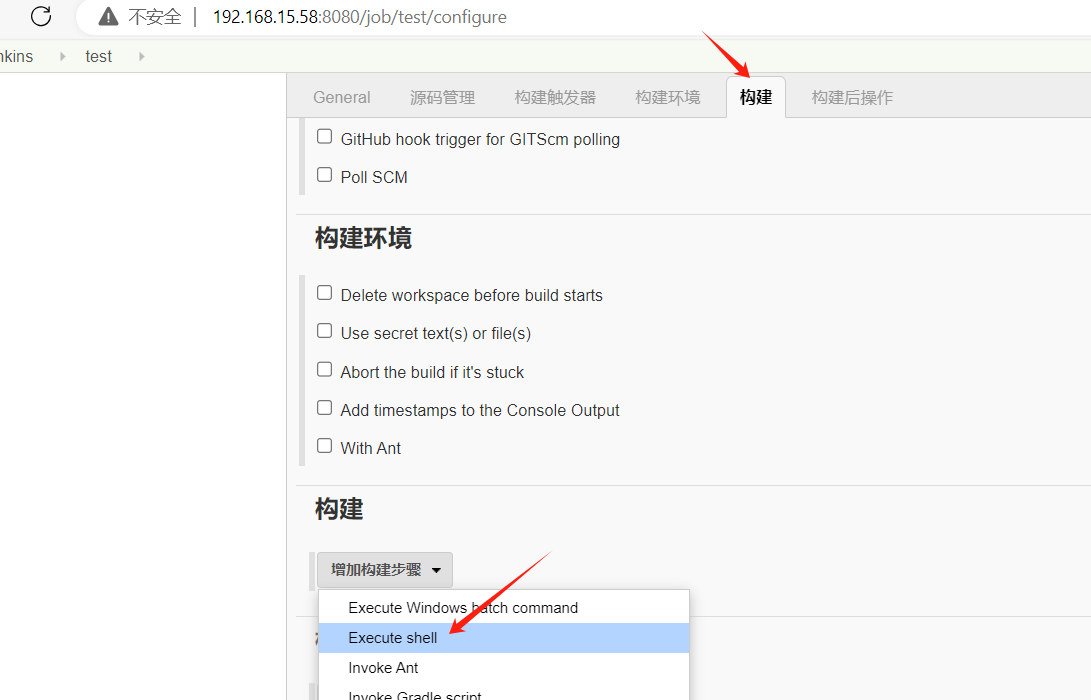 不安全 | 192.168.15.58:8080/job/test/configure
nkins test
General 源码管理 构建触发器 构建环境 构建 构建后操作
GitHub hook trigger for GITScm polling
Poll SCM
构建环境
Delete workspace before build starts
Use secret text(s) or file(s)
Abort the build if it's stuck
Add timestamps to the Console Output
With Ant
构建
增加构建步骤
Execute Windows batch command
Execute shell
Invoke Ant
Invoke Gradle script